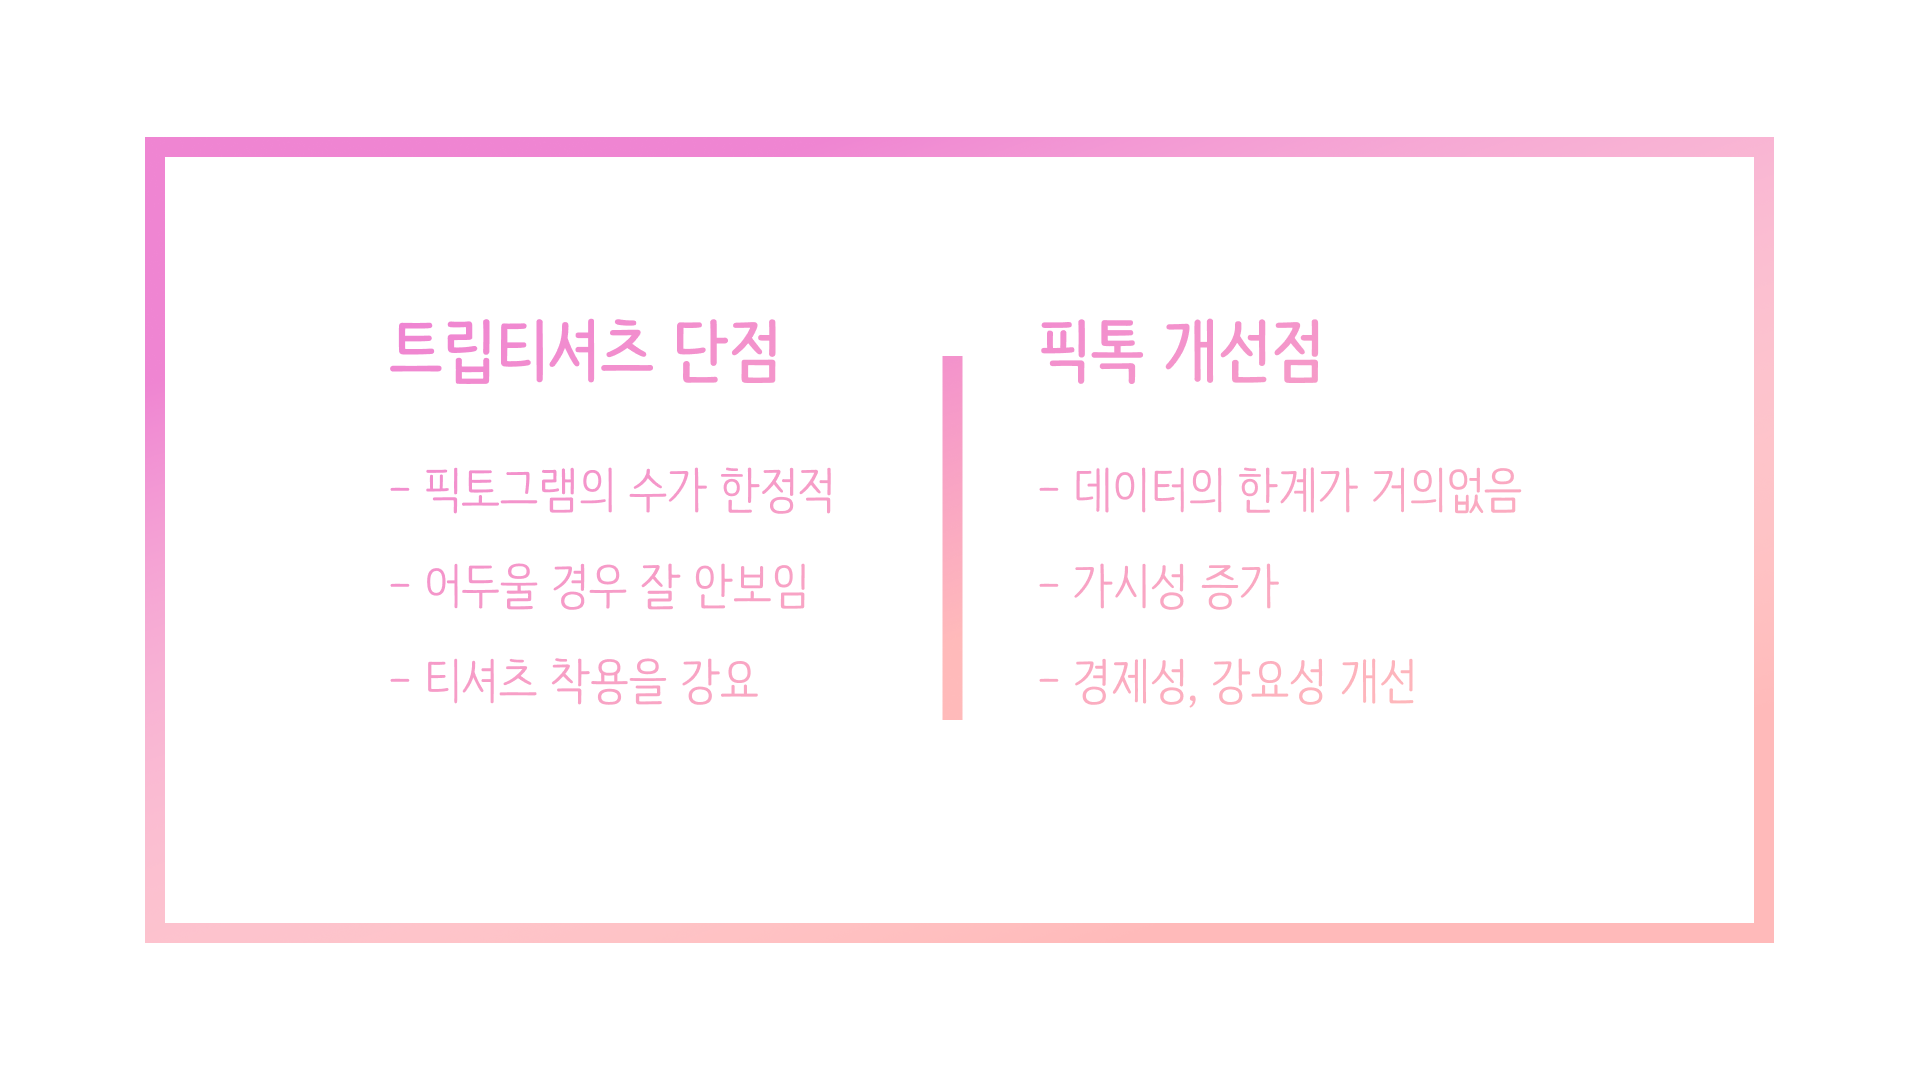 트립티셔츠 단점
- 픽토그램의 수가 한정적
- 어두울 경우 잘 안보임
- 티셔츠 착용을 강요
픽톡 개선점
- 데이터의 한계가 거의없음
- 가시성 증가
- 경제성, 강요성 개선